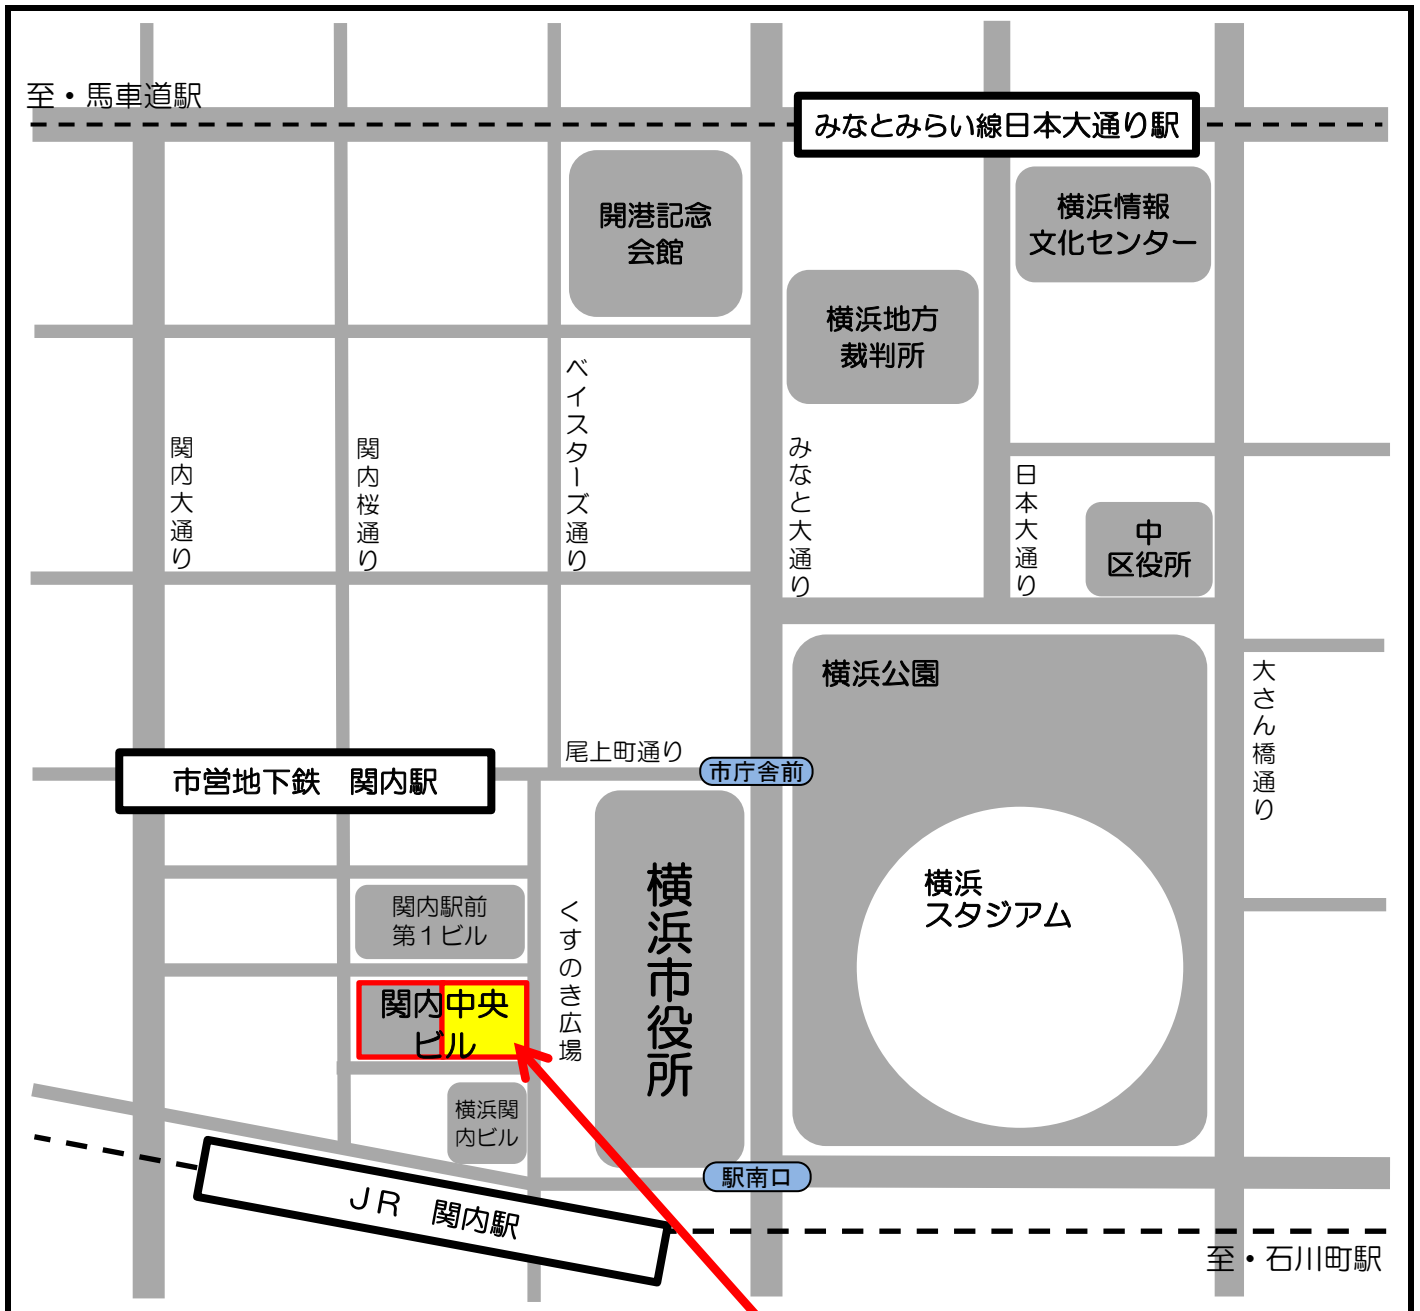 至・馬車道駅
みなとみらい線日本大通り駅
開港記念
会館
横浜情報
文化センター
横浜地方
裁判所
ベイスターズ通り
関内大通り
関内桜通り
みなと大通り
日本大通り
中
区役所
横浜公園
大さん橋通り
尾上町通り
市庁舎前
市営地下鉄　関内駅
横浜市役所
横浜
スタジアム
関内駅前
第1ビル
くすのき広場
関内中央
ビル
横浜関
内ビル
駅南口
JR　関内駅
至・石川町駅